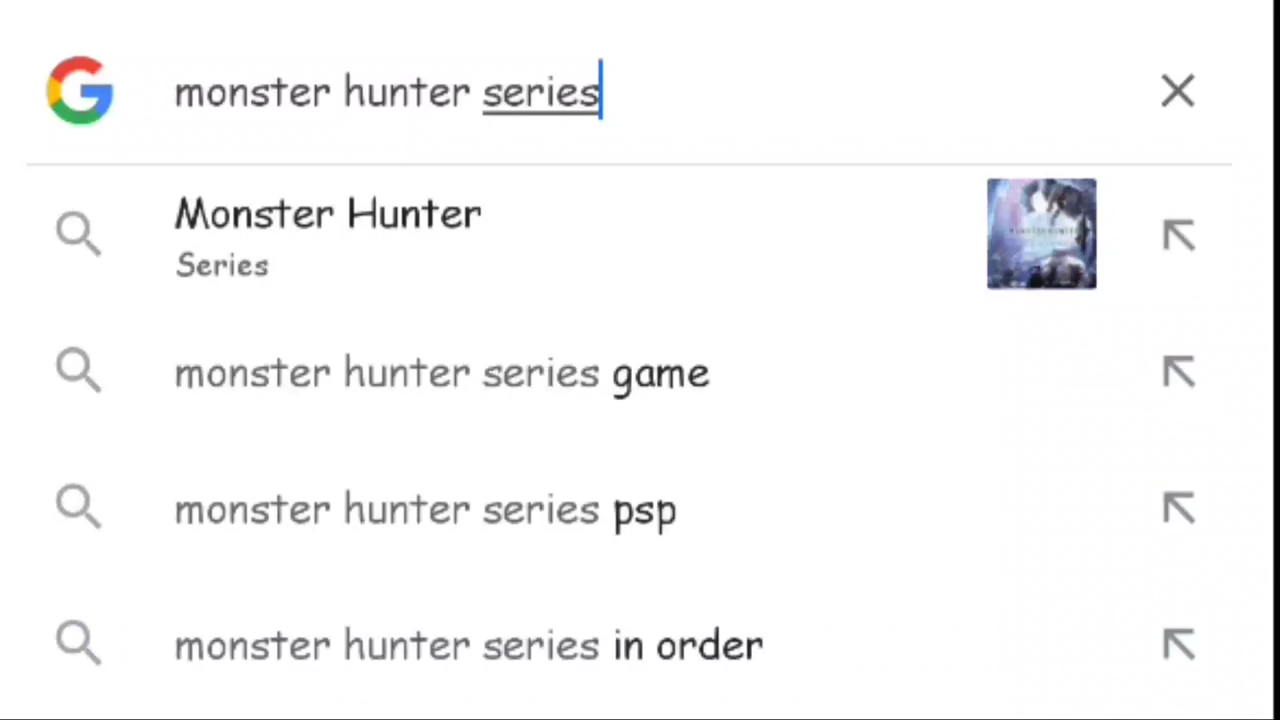 monster hunter series
Monster Hunter
Series
monster hunter series game
monster hunter series psp
monster hunter series in order